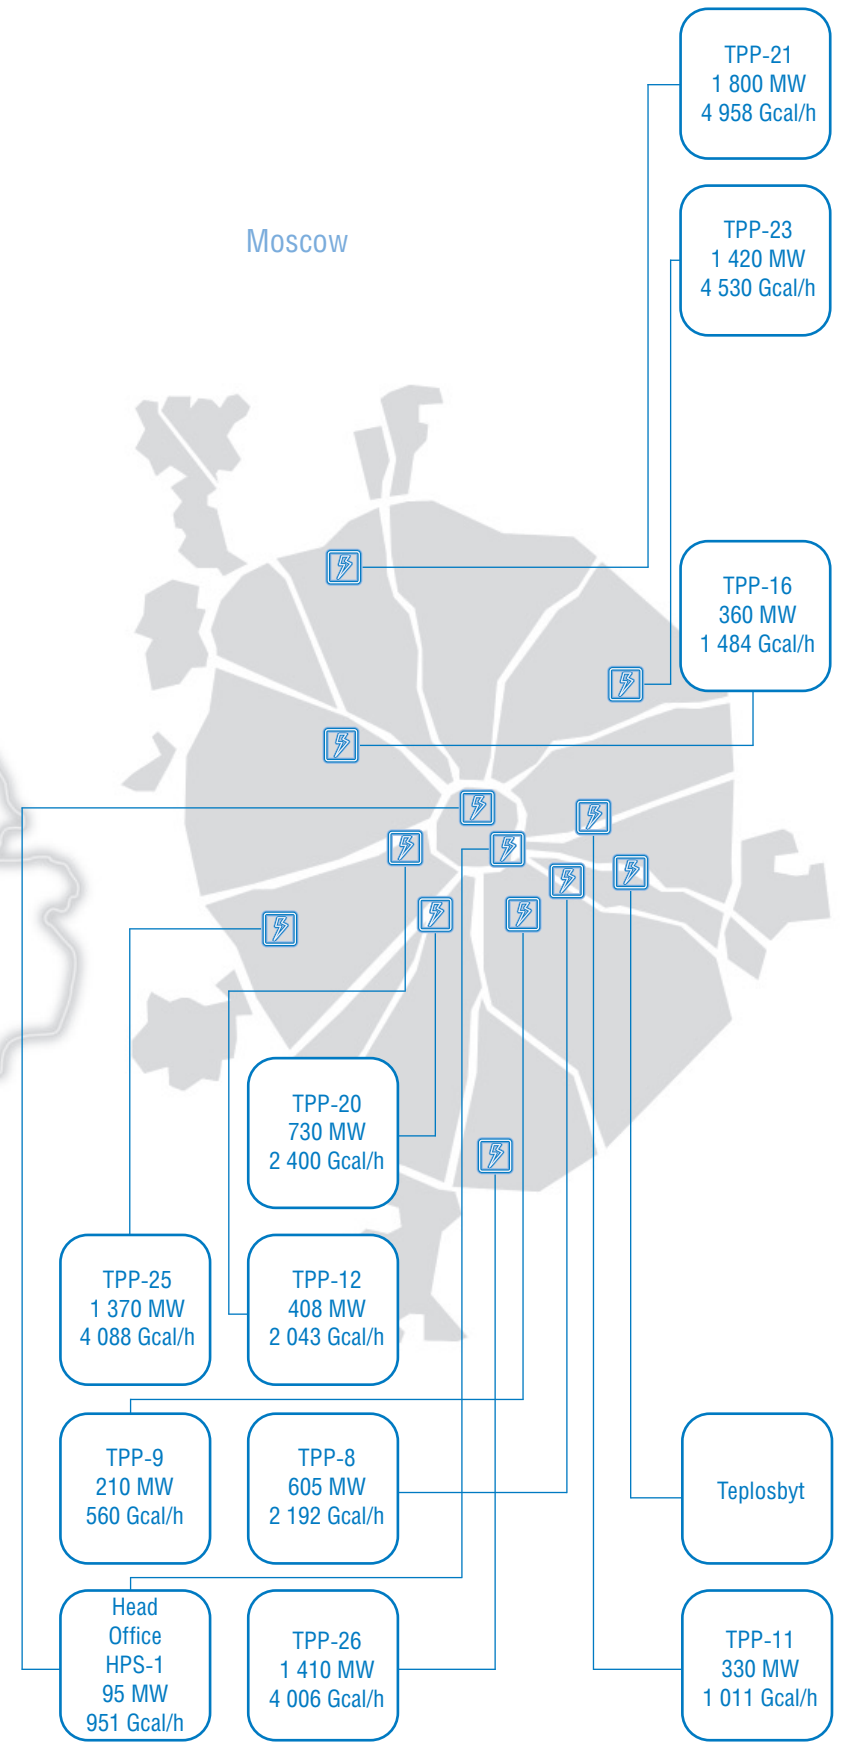 TPP-21
1 800 MW
4 958 Gcal/h
Moscow
TPP-23
1 420 MW
4 530 Gcal/h
TPP-16
360 MW
1 484 Gcal/h
TPP-20
730 MW
2 400 Gcal/h
TPP-25
1 370 MW
4 088 Gcal/h
TPP-12
408 MW
2 043 Gcal/h
TPP-9
210 MW
560 Gcal/h
TPP-8
605 MW
2 192 Gcal/h
Teplosbyt
Head
Office
HPS-1
95 MW
951 Gcal/h
TPP-26
1 410 MW
4 006 Gcal/h
TPP-11
330 MW
1 011 Gcal/h